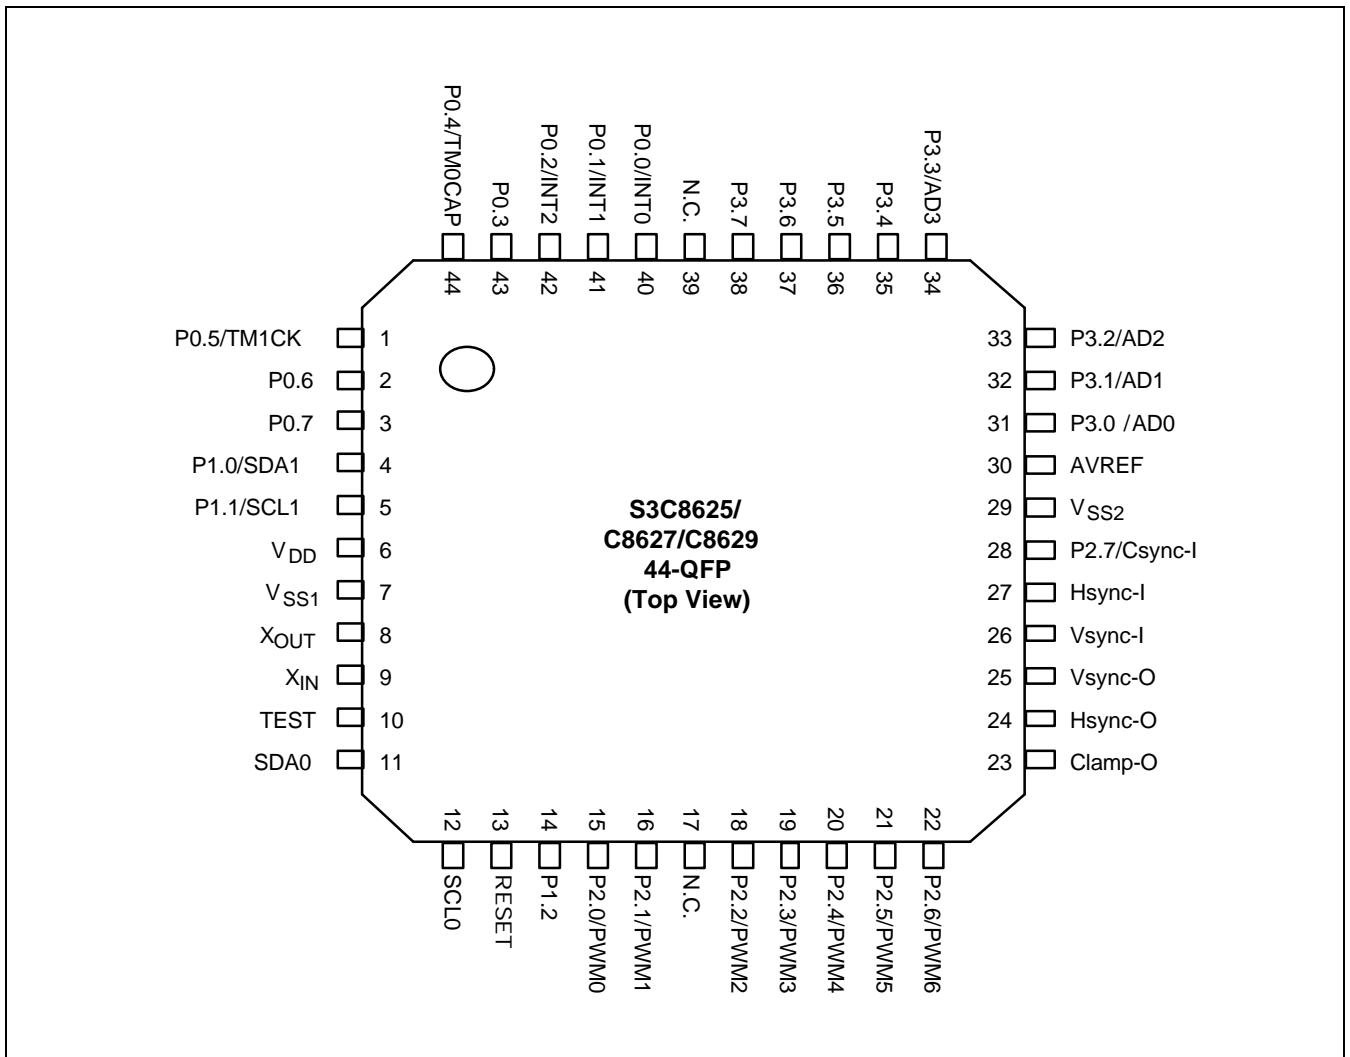 P0.4/TM0CAP
P0.3
P0.2/INT2
P0.1/INT1
P0.0/INT0
N.C.
P3.7
P3.6
P3.5
P3.4
P3.3/AD3
44
43
42
41
40
39
38
37
36
35
34
P0.5/TM1CK 1
P0.6 2
P0.7 3
P1.0/SDA1 4
P1.1/SCL1 5
VDD 6
VSS1 7
XOUT 8
XIN 9
TEST 10
SDA0 11
S3C8625/
C8627/C8629
44-QFP
(Top View)
33 P3.2/AD2
32 P3.1/AD1
31 P3.0 /AD0
30 AVREF
29 VSS2
28 P2.7/Csync-I
27 Hsync-I
26 Vsync-I
25 Vsync-O
24 Hsync-O
23 Clamp-O
12
13
14
15
16
17
18
19
20
21
22
SCL0
RESET
P1.2
P2.0/PWM0
P2.1/PWM1
N.C.
P2.2/PWM2
P2.3/PWM3
P2.4/PWM4
P2.5/PWM5
P2.6/PWM6